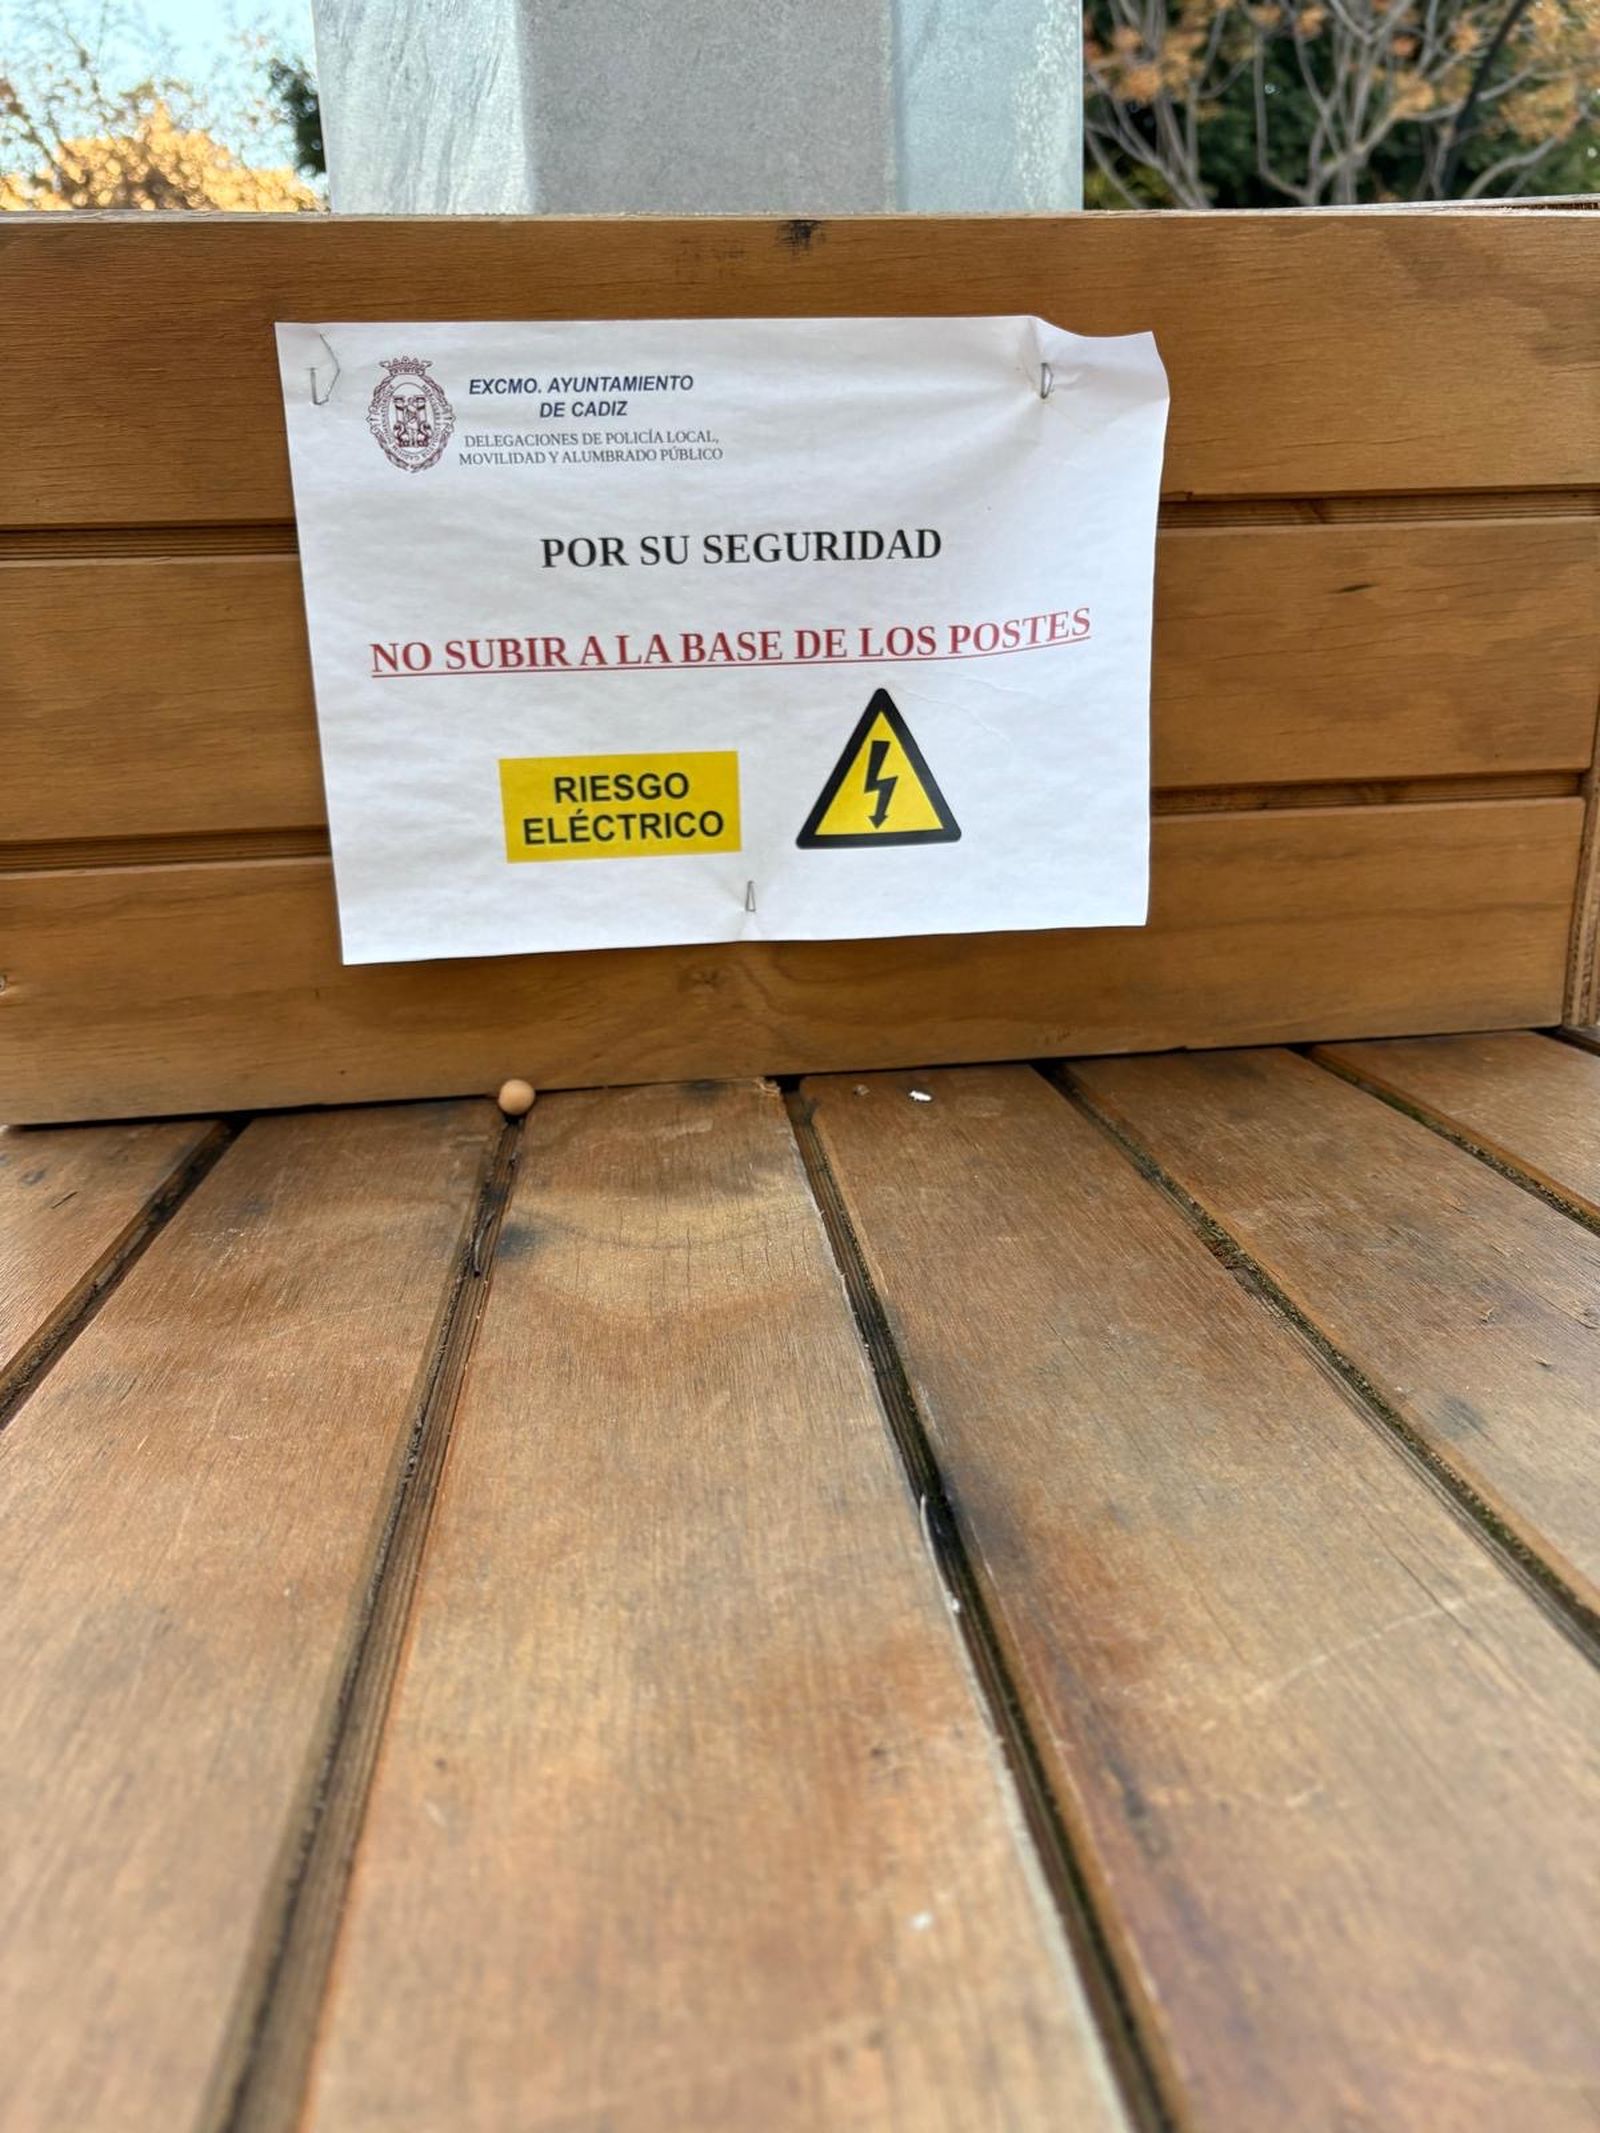 EXCMO. AYUNTAMIENTO
DE CADIZ
DELEGACIONES DE POLICÍA LOCAL,
MOVILIDAD Y ALUMBRADO PÚBLICO
POR SU SEGURIDAD
NO SUBIR A LA BASE DE LOS POSTES
RIESGO
ELÉCTRICO